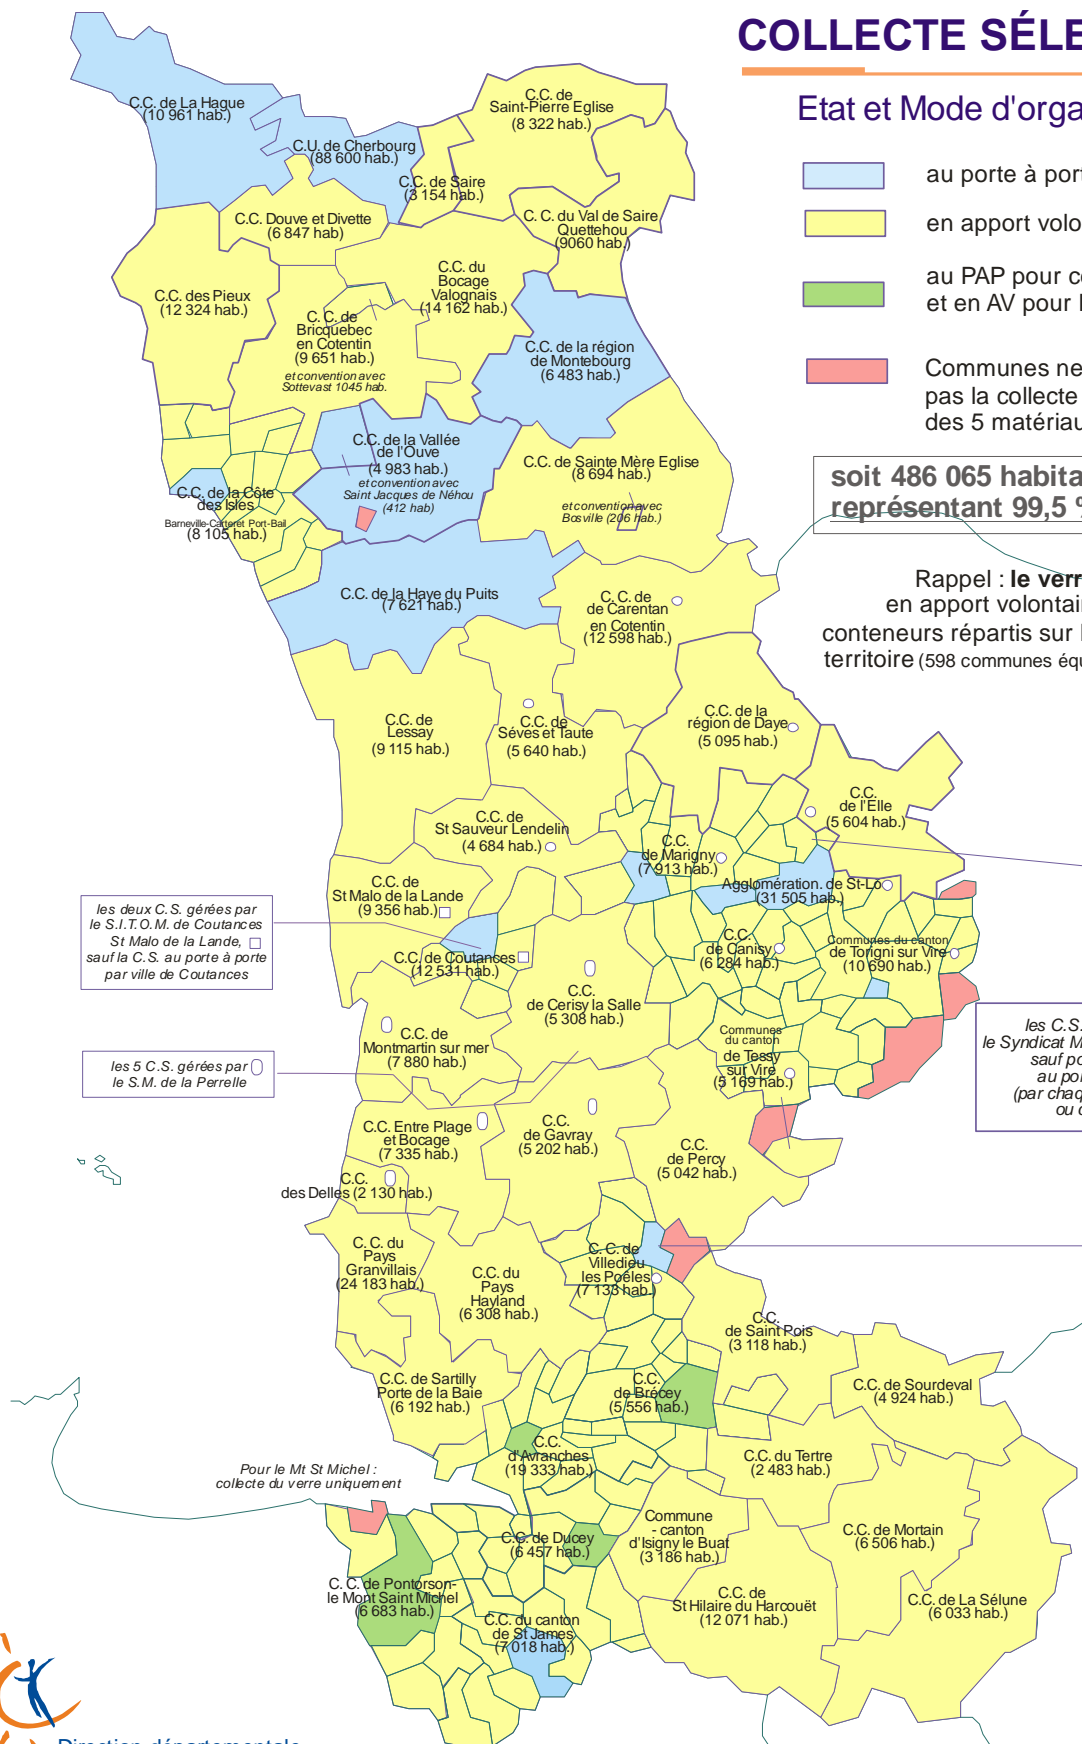 COLLECTE SÉLE
Etat et Mode d'orga
au porte à port
en apport volo
au PAP pour c
et en AV pour l
Communes ne
pas la collecte
des 5 matériau
soit 486 065 habita
représentant 99,5 %
Rappel : le verr
en apport volontair
conteneurs répartis sur l
territoire (598 communes équ
C.C. de La Hague
(10 961 hab.)
C.U. de Cherbourg
(88 600 hab.)
C.C. de
Saint-Pierre Eglise
(8 322 hab.)
C.C. de Saire
(3 154 hab.)
C.C. Douve et Divette
(6 847 hab)
C. C. du Val de Saire
Quettehou
(9060 hab.)
C.C. des Pieux
(12 324 hab.)
C.C. du
Bocage
Valognais
(14 162 hab.)
C. C. de
Bricquebec
en Cotentin
(9 651 hab.)
et convention avec
Sottevast 1045 hab.
C.C. de la région
de Montebourg
(6 483 hab.)
C.C. de la Vallée
de l'Ouve
(4 983 hab.)
et convention avec
Saint Jacques de Néhou
(412 hab)
C.C. de Sainte Mère Eglise
(8 694 hab.)
et convention avec
Bosville (206 hab.)
C.C. de la Côte
des Isles
Barneville-Carteret Port-Bail
(8 105 hab.)
C.C. de la Haye du Puits
(7 621 hab.)
C. C. de
de Carentan
en Cotentin
(12 598 hab.)
C.C. de
Lessay
(9 115 hab.)
C.C. de
Séves et Taute
(5 640 hab.)
C.C. de la
région de Daye
(5 095 hab.)
C.C.
de l'Elle
(5 604 hab.)
C.C. de
St Sauveur Lendelin
(4 684 hab.)
C.C.
de Marigny
(7 913 hab.)
Agglomération. de St-Lô
(31 505 hab.)
C.C. de
St Malo de la Lande
(9 356 hab.)
les deux C.S. gérées par
le S.I.T.O.M. de Coutances
St Malo de la Lande,
sauf la C.S. au porte à porte
par ville de Coutances
C.C. de Coutances
(12 531 hab.)
C.C.
de Canisy
(6 284 hab.)
Communes du canton
de Torigni sur Vire
(10 690 hab.)
C.C.
de Cerisy la Salle
(5 308 hab.)
C.C. de
Montmartin sur mer
(7 880 hab.)
Communes
du canton
de Tessy
sur Vire
(5 169 hab.)
les C.S.
le Syndicat M
sauf po
au por
(par chaq
ou c
les 5 C.S. gérées par
le S.M. de la Perrelle
C.C. Entre Plage
et Bocage
(7 335 hab.)
C.C.
de Gavray
(5 202 hab.)
C.C.
de Percy
(5 042 hab.)
C.C.
des Delles (2 130 hab.)
C. C. du
Pays
Granvillais
(24 183 hab.)
C.C. du
Pays
Hayland
(6 308 hab.)
C. C. de
Villedieu
les Poêles
(7 133 hab.)
C.C.
de Saint Pois
(3 118 hab.)
C.C. de Sartilly
Porte de la Baie
(6 192 hab.)
C.C.
de Brécey
(5 556 hab.)
C.C. de Sourdeval
(4 924 hab.)
C.C.
d'Avranches
(19 333 hab.)
C.C. du Tertre
(2 483 hab.)
Pour le Mt St Michel :
collecte du verre uniquement
C.C. de Ducey
(6 457 hab.)
Commune
- canton
d'Isigny le Buat
(3 186 hab.)
C.C. de Mortain
(6 506 hab.)
C. C. de Pontorson-
le Mont Saint Michel
(6 683 hab.)
C.C. de
St Hilaire du Harcouët
(12 071 hab.)
C.C. de La Sélune
(6 033 hab.)
C.C. du canton
de St James
(7 018 hab.)
Direction départementale